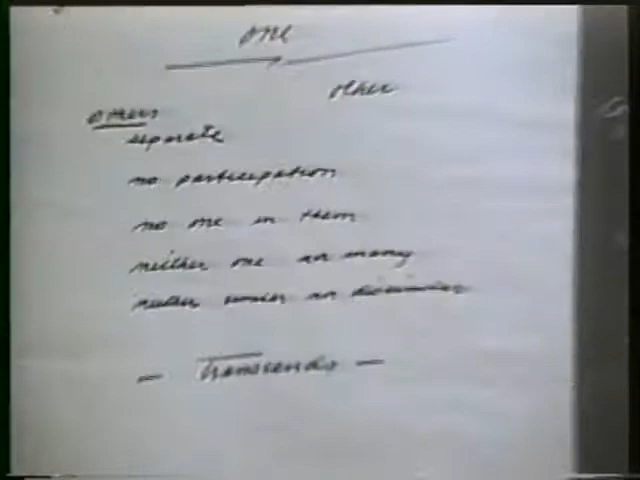 one
other
others
separate
no participation
no one in them
neither one nor many
neither similar nor dissimilar
- Transcends -